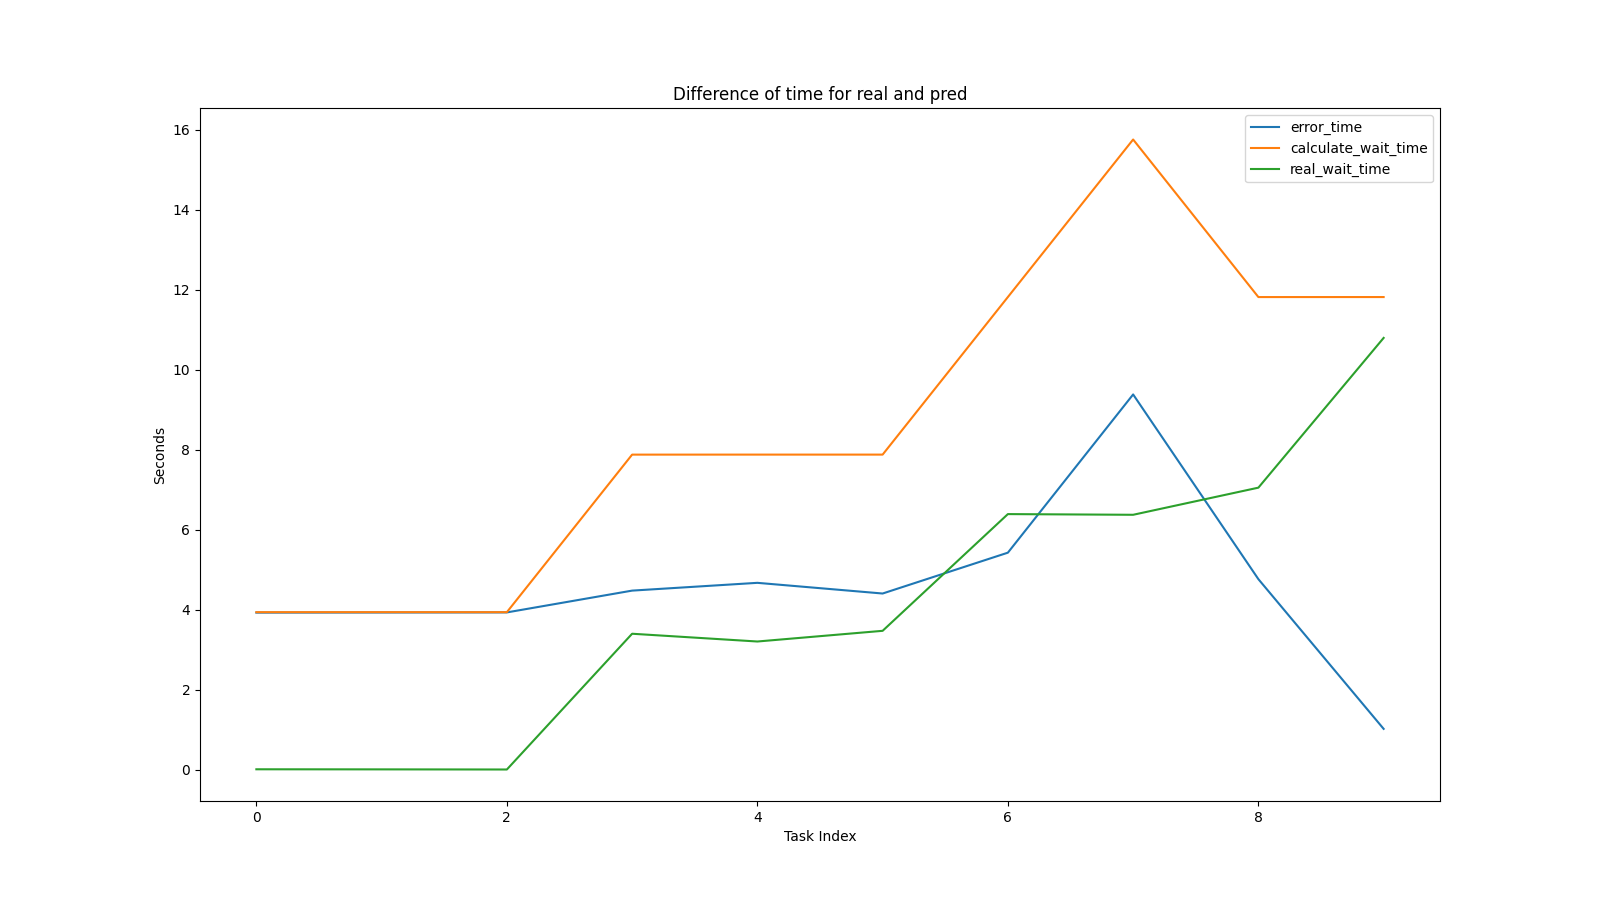 Difference of time for real and pred
error_time
calculate_wait_time
real_wait_time
16
14
12
10
8
6
4
2
0
Seconds
0 2 4 6 8
Task Index